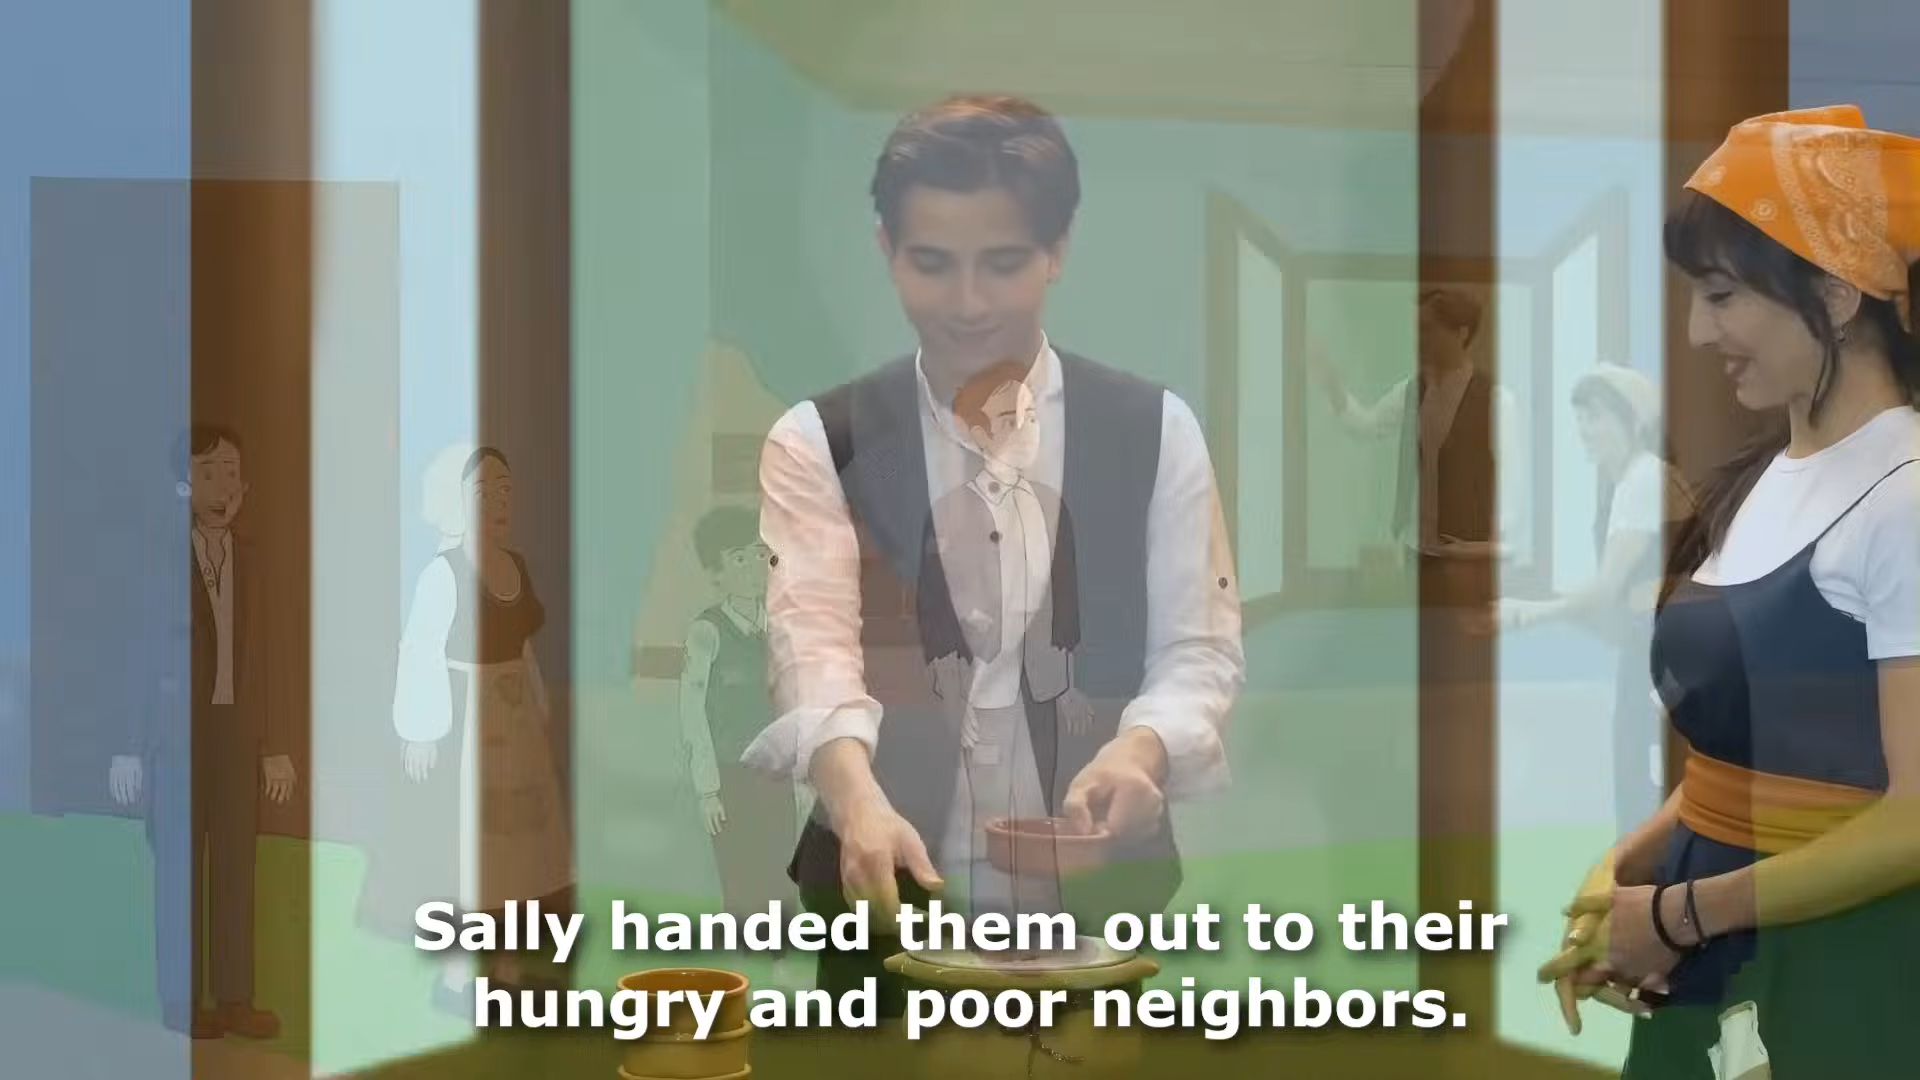 Sally handed them out to their
hungry and poor neighbors.